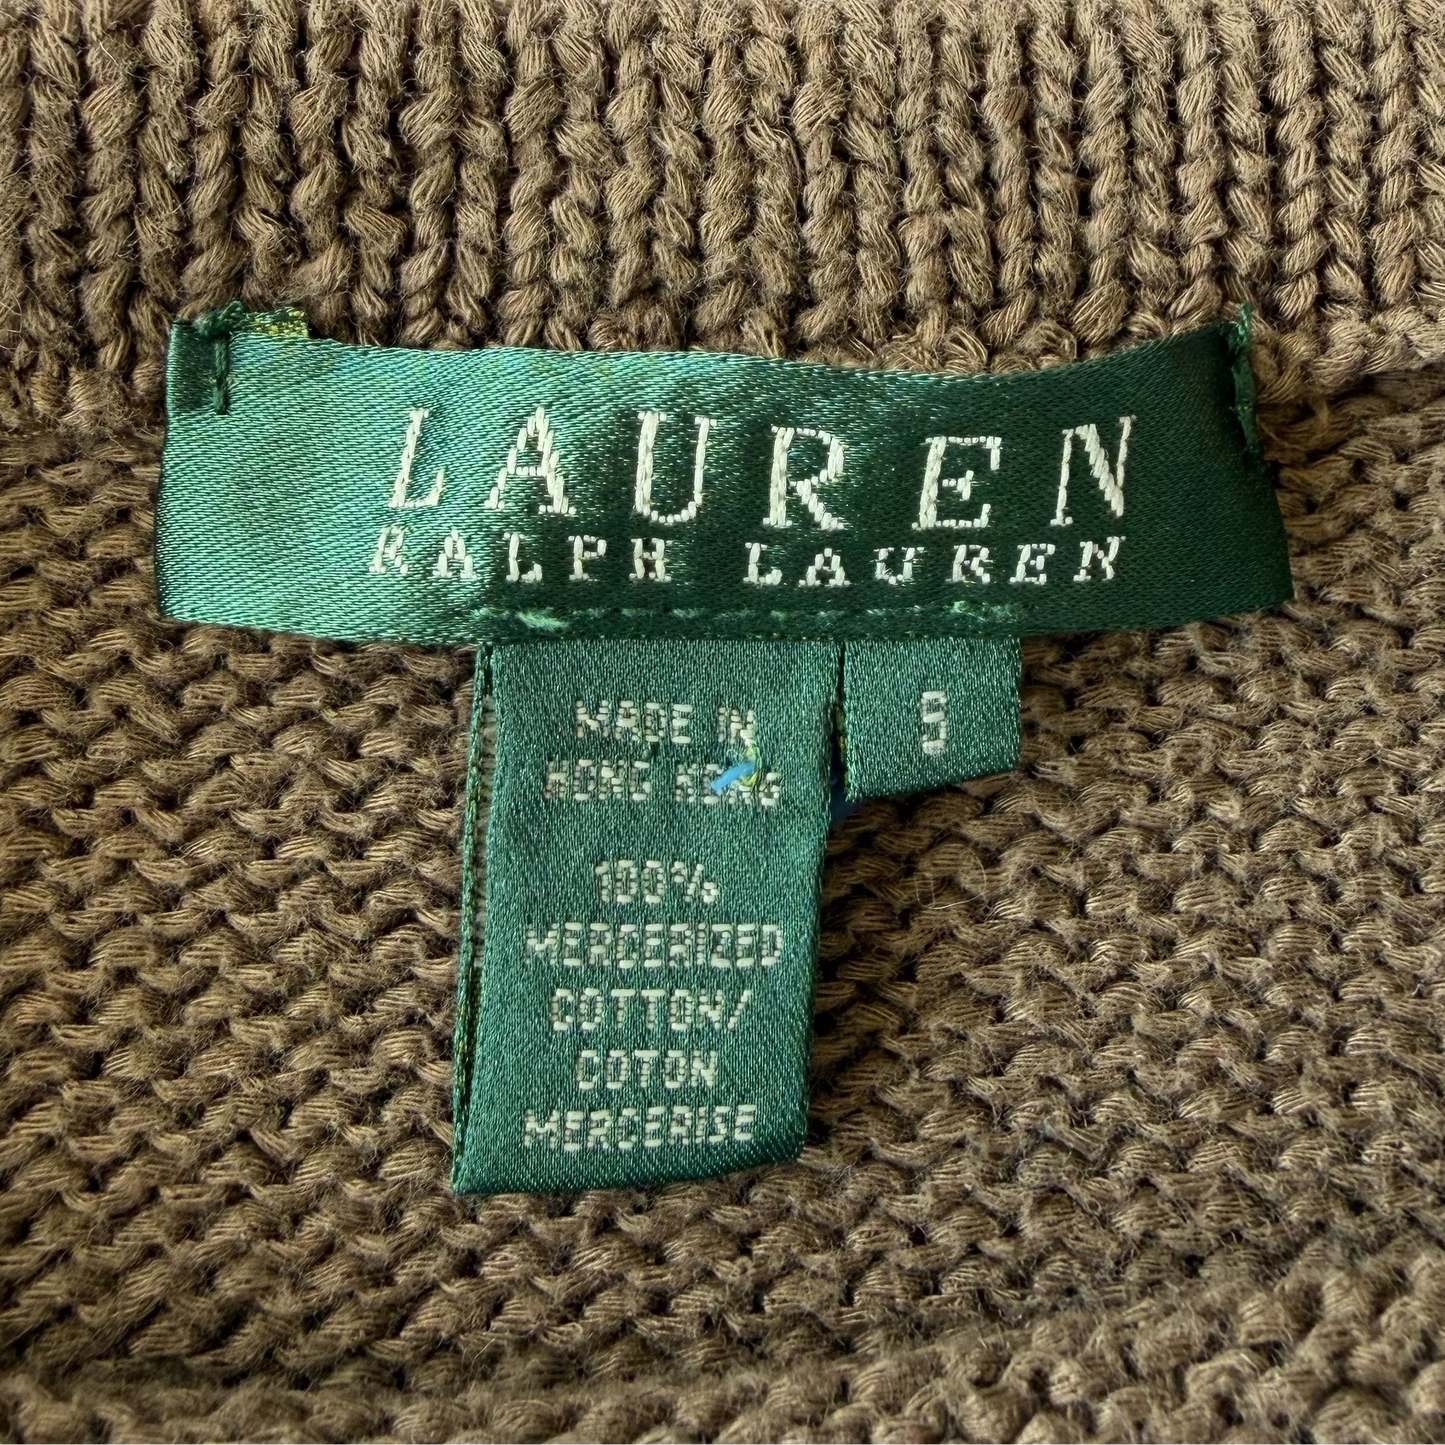 LAUREN
RALPH LAUREN
MADE IN
HONG KONG
S
100%
MERCERIZED
COTTON/
COTON
MERCERISE